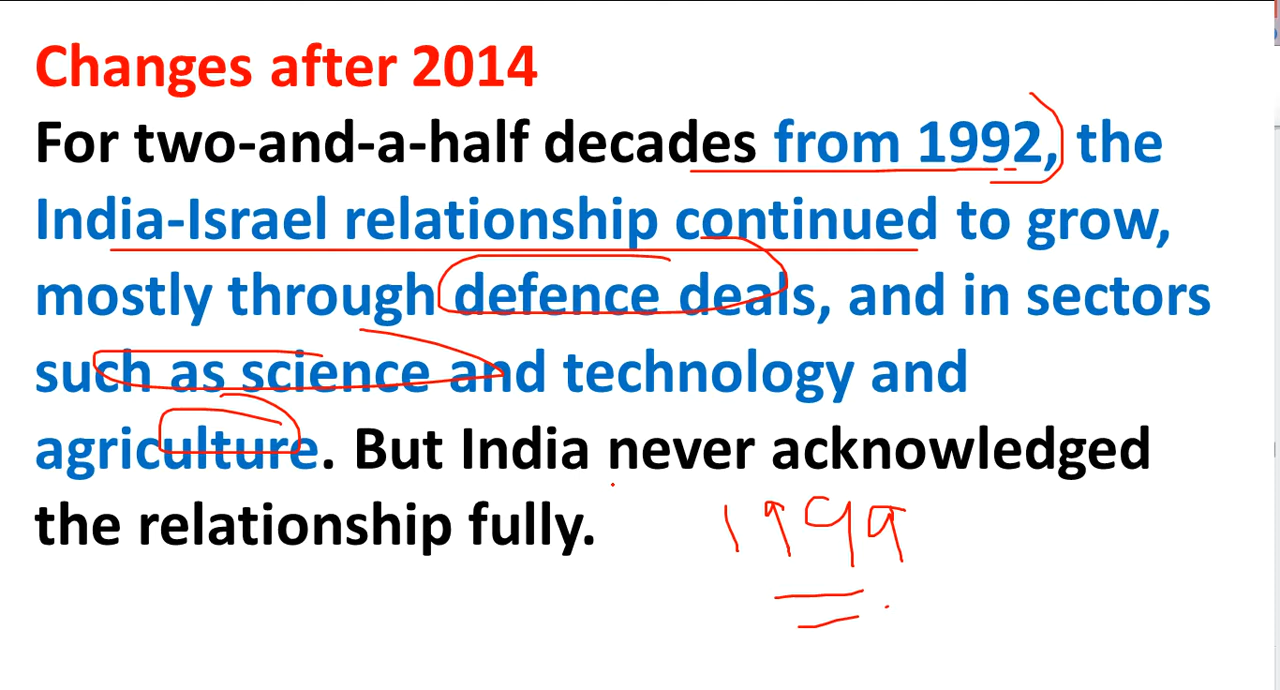 Changes after 2014
For two-and-a-half decades from 1992, the
India-Israel relationship continued to grow,
mostly through defence deals, and in sectors
such as science and technology and
agriculture. But India never acknowledged
the relationship fully.
1999